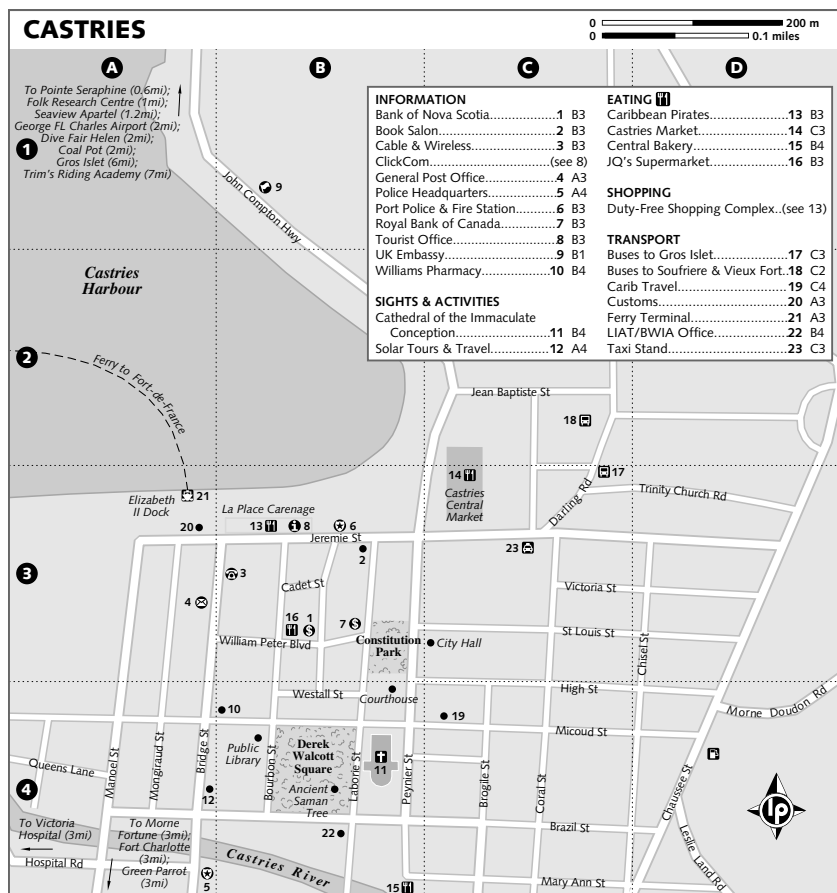 CASTRIES
0 200 m
0 0.1 miles
A
B
C
D
1
2
3
4
To Pointe Seraphine (0.6mi);
Folk Research Centre (1mi);
Seaview Apartel (1.2mi);
George FL Charles Airport (2mi);
Dive Fair Helen (2mi);
Coal Pot (2mi);
Gros Islet (6mi);
Trim's Riding Academy (7mi)
INFORMATION
Bank of Nova Scotia....................1 B3
Book Salon....................2 B3
Cable & Wireless....................3 B3
ClickCom....................(see 8)
General Post Office....................4 A3
Police Headquarters....................5 A4
Port Police & Fire Station....................6 B3
Royal Bank of Canada....................7 B3
Tourist Office....................8 B3
UK Embassy....................9 B1
Williams Pharmacy....................10 B4
SIGHTS & ACTIVITIES
Cathedral of the Immaculate
Conception....................11 B4
Solar Tours & Travel....................12 A4
EATING
Caribbean Pirates....................13 B3
Castries Market....................14 C3
Central Bakery....................15 B4
JQ's Supermarket....................16 B3
SHOPPING
Duty-Free Shopping Complex..(see 13)
TRANSPORT
Buses to Gros Islet....................17 C3
Buses to Soufriere & Vieux Fort..18 C2
Carib Travel....................19 C4
Customs....................20 A3
Ferry Terminal....................21 A3
LIAT/BWIA Office....................22 B4
Taxi Stand....................23 C3
9
John Compton Hwy
Castries
Harbour
Ferry to Fort-de-France
Jean Baptiste St
18
17
14
Castries
Central
Market
Darling Rd
Trinity Church Rd
21
Elizabeth
II Dock
La Place Carenage
20
13
8
6
Jeremie St
2
23
3
Cadet St
Victoria St
4
16
1
7
William Peter Blvd
Constitution
Park
City Hall
St Louis St
Chisel St
Westall St
Courthouse
High St
Morne Doudon Rd
10
19
Micoud St
Public
Library
Derek
Walcott
Square
11
Ancient
Saman
Tree
Queens Lane
Manoel St
Mongiraud St
Bridge St
Bourbon St
Laborie St
Peynier St
Brogile St
Coral St
Chaussee St
12
22
Brazil St
Leslie Land Rd
lp
To Victoria
Hospital (3mi)
Hospital Rd
To Morne
Fortune (3mi);
Fort Charlotte
(3mi);
Green Parrot
(3mi)
Castries River
5
15
Mary Ann St